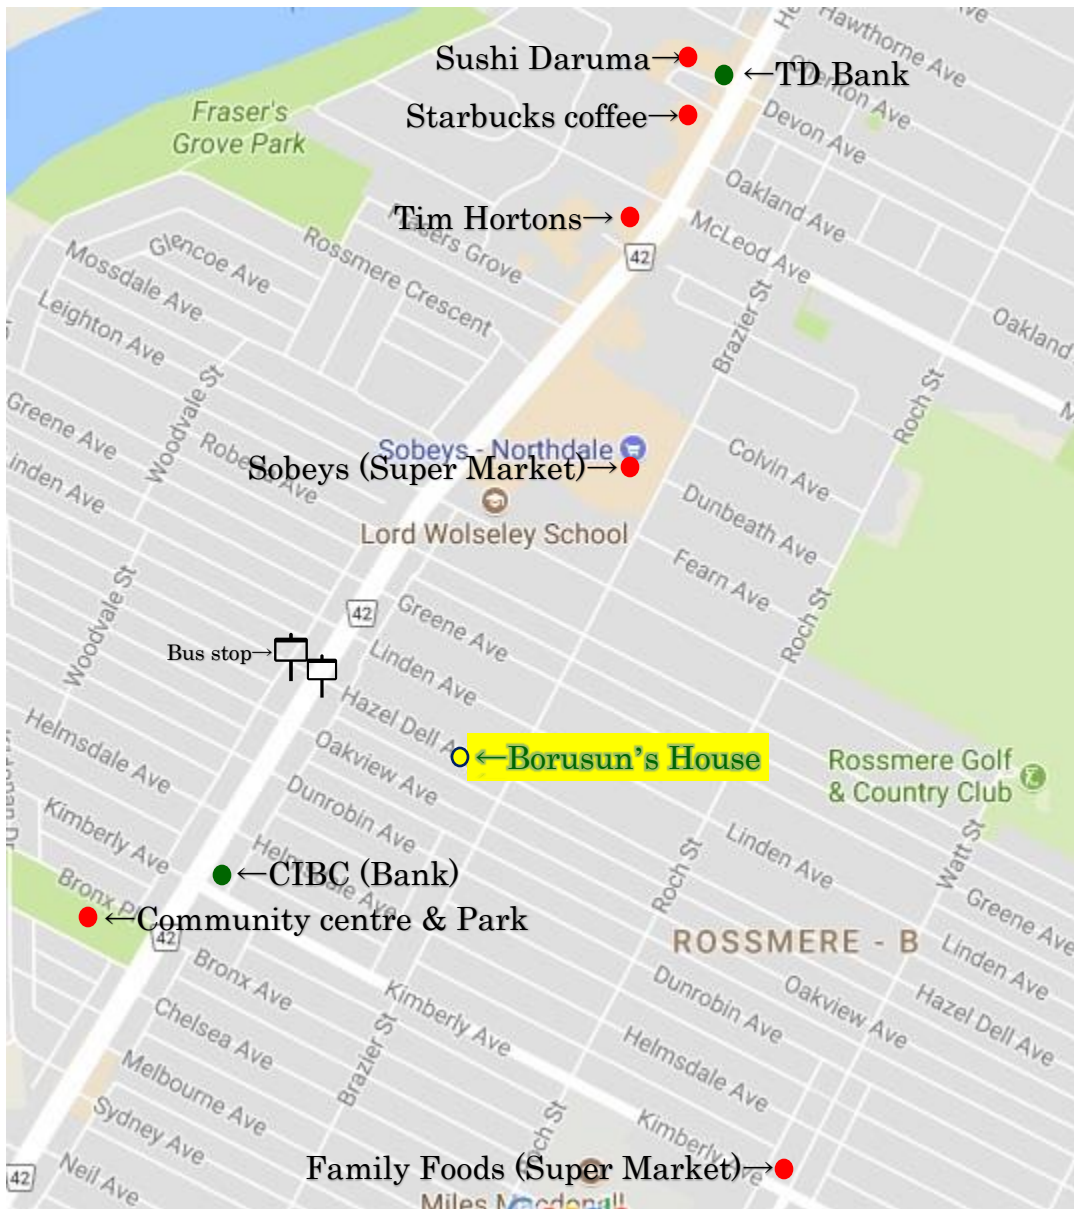 Hawthorne Ave
Sushi Daruma→
←TD Bank
Fraser's
Grove Park
Starbucks coffee→
Devon Ave
Oakland Ave
Tim Hortons→
Frasers Grove
McLeod Ave
Glencoe Ave
Rossmere Crescent
42
Mossdale Ave
Leighton Ave
Brazier St
Oakland
Woodvale St
Roch St
Greene Ave
Sobeys - Northdale
Sobeys (Super Market)→
Colvin Ave
Linden Ave
Lord Wolseley School
Dunbeath Ave
Fearn Ave
Woodvale St
42
Greene Ave
Roch St
Bus stop→
Linden Ave
Hazel Dell A
Helmsdale Ave
Oakview Ave
←Borusun's House
Rossmere Golf
& Country Club
Dunrobin Ave
Kimberly Ave
Helmsdale Ave
Linden Ave
Watt St
←CIBC (Bank)
Roch St
Bronx P
←Community centre & Park
Greene Ave
42
ROSSMERE - B
Linden Ave
Bronx Ave
Kimberly Ave
Dunrobin Ave
Oakview Ave
Hazel Dell Ave
Chelsea Ave
Brazier St
Helmsdale Ave
Melbourne Ave
Sydney Ave
Roch St
Kimberly Ave
Neil Ave
42
Family Foods (Super Market)→
Miles Macdonell